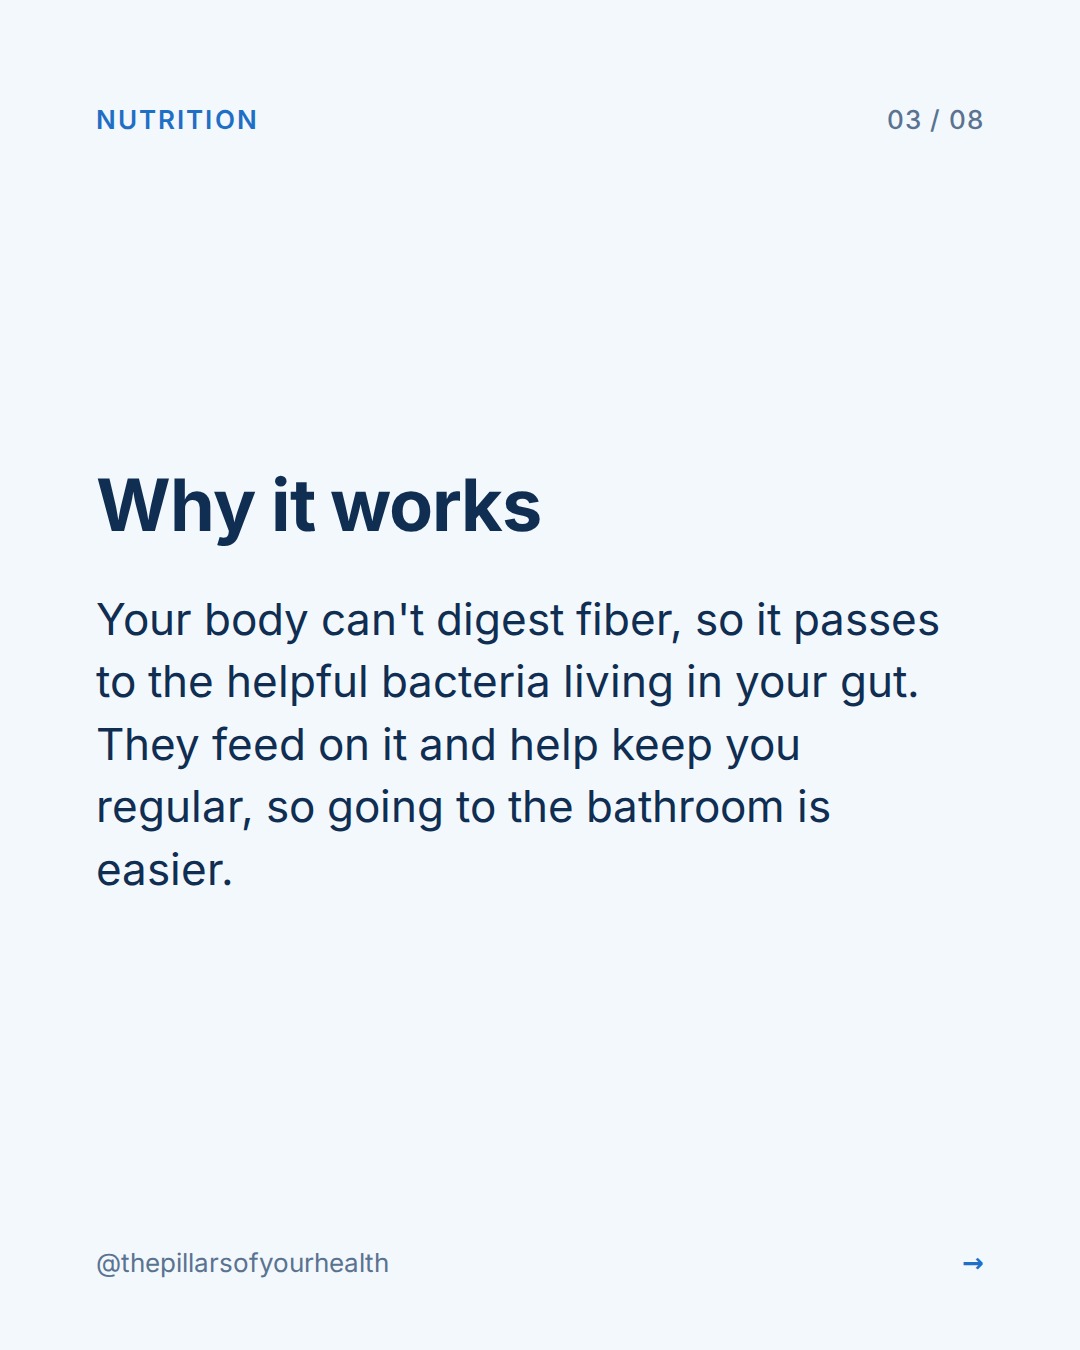 NUTRITION
03 / 08
Why it works
Your body can't digest fiber, so it passes
to the helpful bacteria living in your gut.
They feed on it and help keep you
regular, so going to the bathroom is
easier.
@thepillarsofyourhealth
→